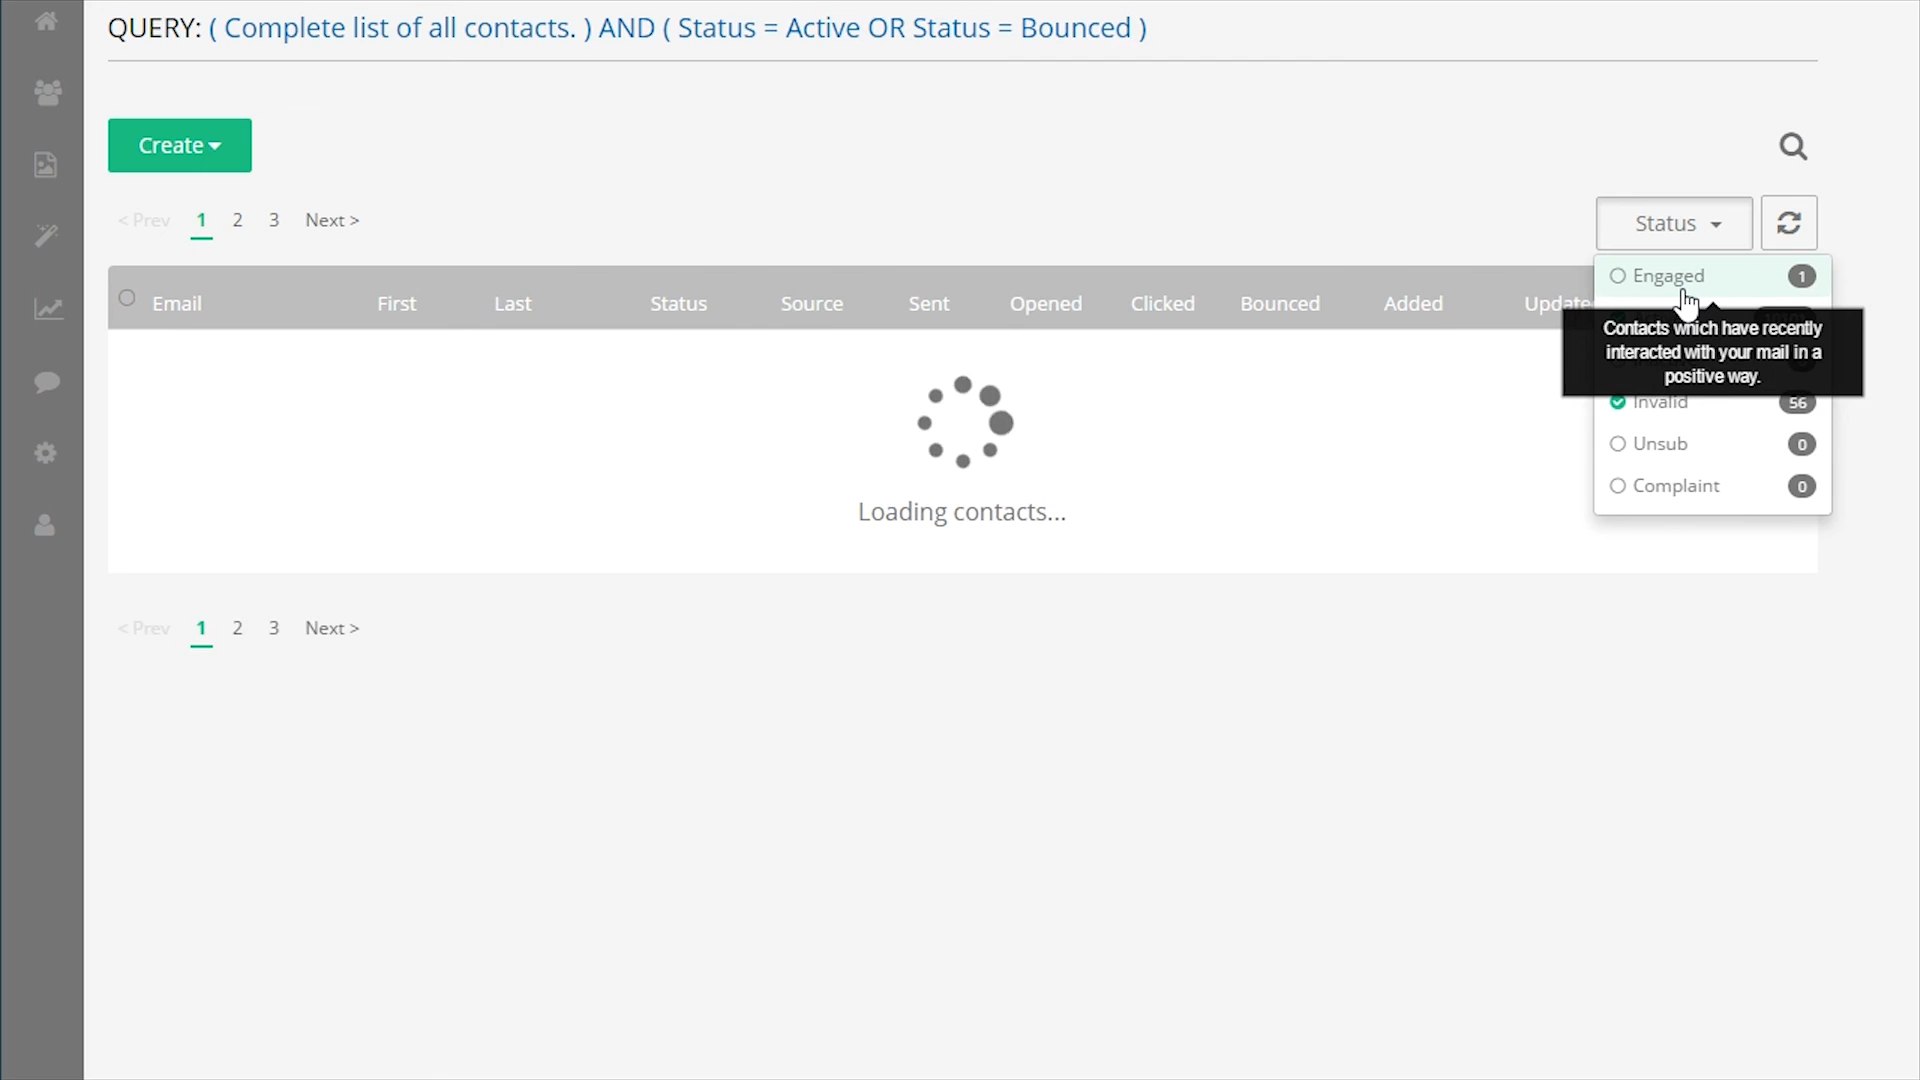 QUERY: ( Complete list of all contacts. ) AND ( Status = Active OR Status = Bounced )
Create
< Prev 1 2 3 Next >
Status
Engaged 1
Email First Last Status Source Sent Opened Clicked Bounced Added Update
Contacts which have recently
interacted with your mail in a
positive way.
Invalid 56
Unsub 0
Complaint 0
Loading contacts...
< Prev 1 2 3 Next >